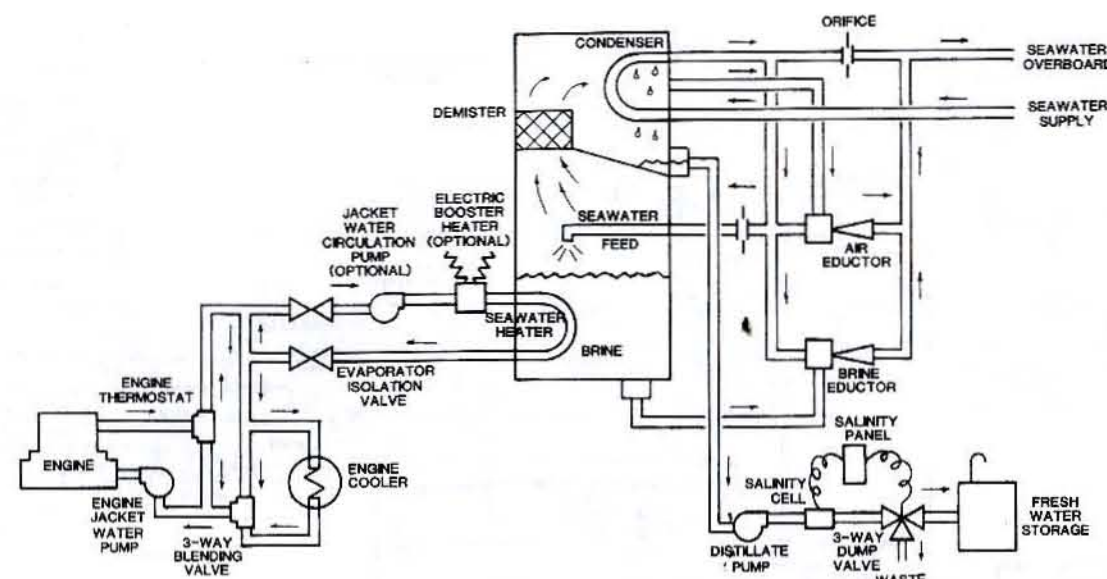 ORIFICE
CONDENSER
SEAWATER
OVERBOARD
SEAWATER
SUPPLY
DEMISTER
ELECTRIC
BOOSTER
HEATER
(OPTIONAL)
JACKET
WATER
CIRCULATION
PUMP
(OPTIONAL)
SEAWATER
FEED
AIR
EDUCTOR
SEAWATER
HEATER
BRINE
EVAPORATOR
ISOLATION
VALVE
BRINE
EDUCTOR
ENGINE
THERMOSTAT
ENGINE
ENGINE
COOLER
ENGINE
JACKET
WATER
PUMP
3-WAY
BLENDING
VALVE
SALINITY
PANEL
SALINITY
CELL
DISTILLATE
PUMP
3-WAY
DUMP
VALVE
FRESH
WATER
STORAGE
WASTE